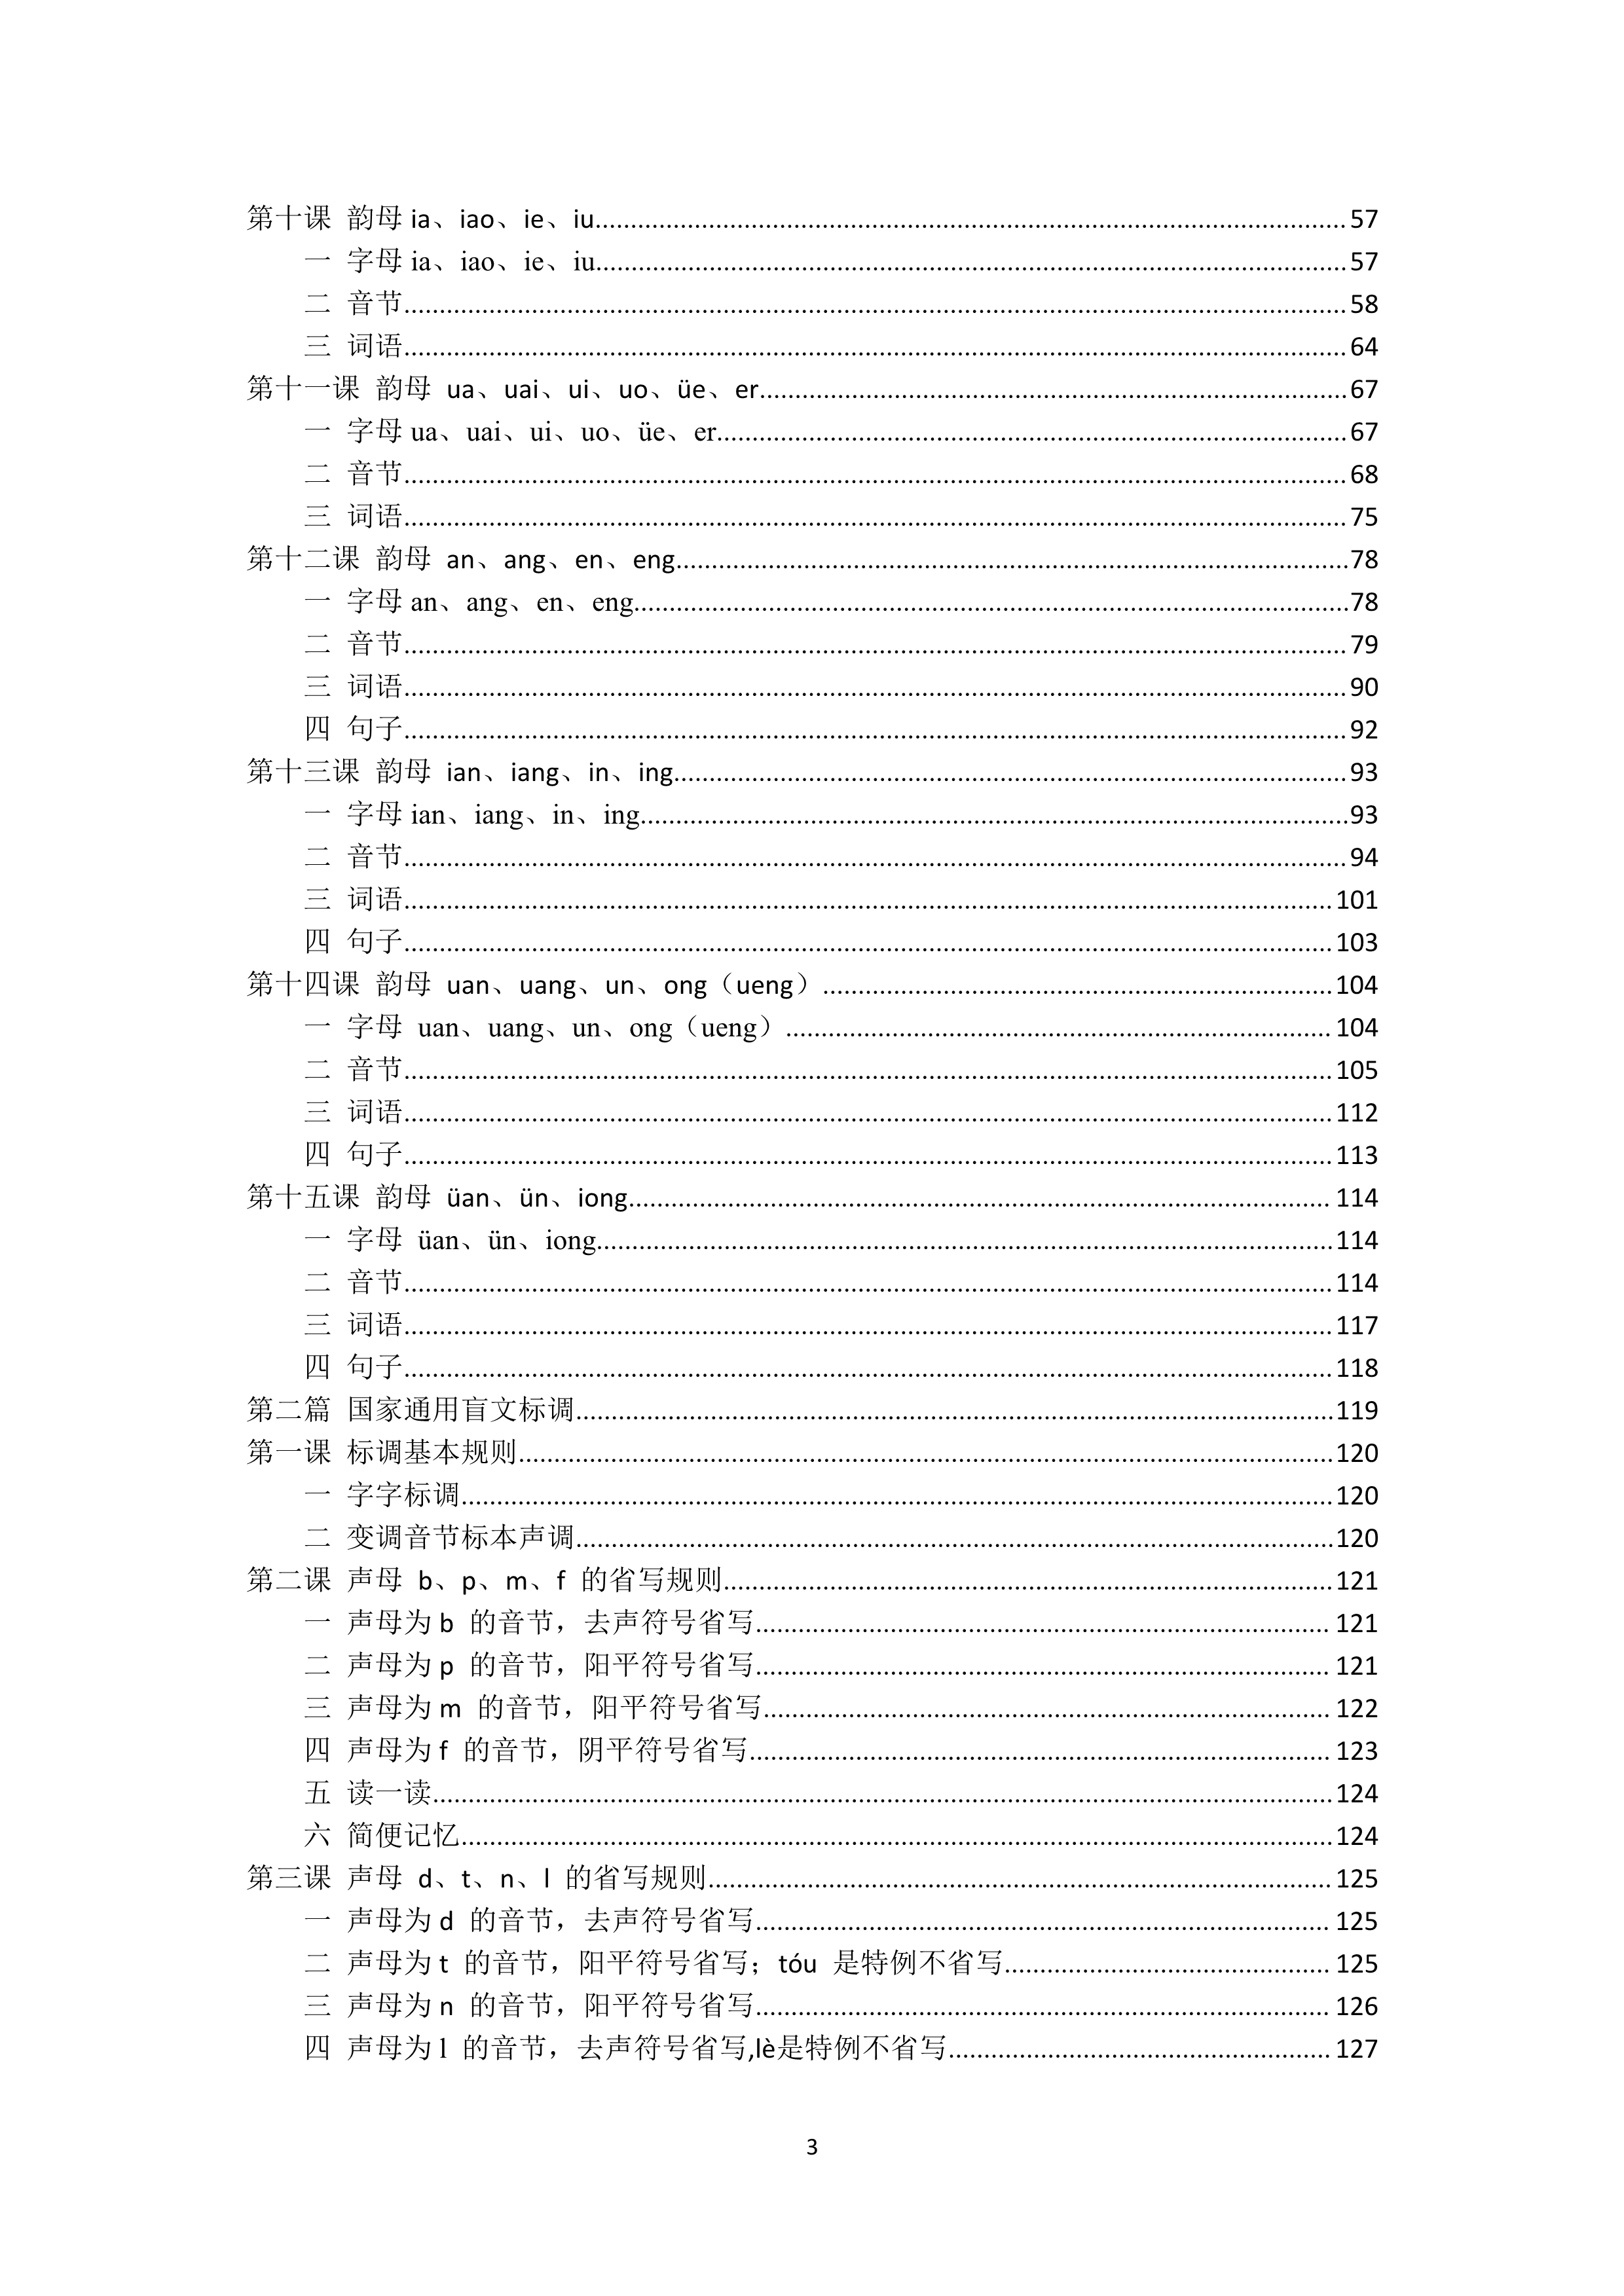 第十课 韵母 ia、iao、ie、iu........................57
一 字母 ia、iao、ie、iu........................57
二 音节........................58
三 词语........................64
第十一课 韵母 ua、uai、ui、uo、üe、er........................67
一 字母 ua、uai、ui、uo、üe、er........................67
二 音节........................68
三 词语........................75
第十二课 韵母 an、ang、en、eng........................78
一 字母 an、ang、en、eng........................78
二 音节........................79
三 词语........................90
四 句子........................92
第十三课 韵母 ian、iang、in、ing........................93
一 字母 ian、iang、in、ing........................93
二 音节........................94
三 词语........................101
四 句子........................103
第十四课 韵母 uan、uang、un、ong（ueng）........................104
一 字母 uan、uang、un、ong（ueng）........................104
二 音节........................105
三 词语........................112
四 句子........................113
第十五课 韵母 üan、ün、iong........................114
一 字母 üan、ün、iong........................114
二 音节........................114
三 词语........................117
四 句子........................118
第二篇 国家通用盲文标调........................119
第一课 标调基本规则........................120
一 字字标调........................120
二 变调音节标本声调........................120
第二课 声母 b、p、m、f 的省写规则........................121
一 声母为 b 的音节，去声符号省写........................121
二 声母为 p 的音节，阳平符号省写........................121
三 声母为 m 的音节，阳平符号省写........................122
四 声母为 f 的音节，阴平符号省写........................123
五 读一读........................124
六 简便记忆........................124
第三课 声母 d、t、n、l 的省写规则........................125
一 声母为 d 的音节，去声符号省写........................125
二 声母为 t 的音节，阳平符号省写；tóu 是特例不省写........................125
三 声母为 n 的音节，阳平符号省写........................126
四 声母为 l 的音节，去声符号省写,lè是特例不省写........................127
3